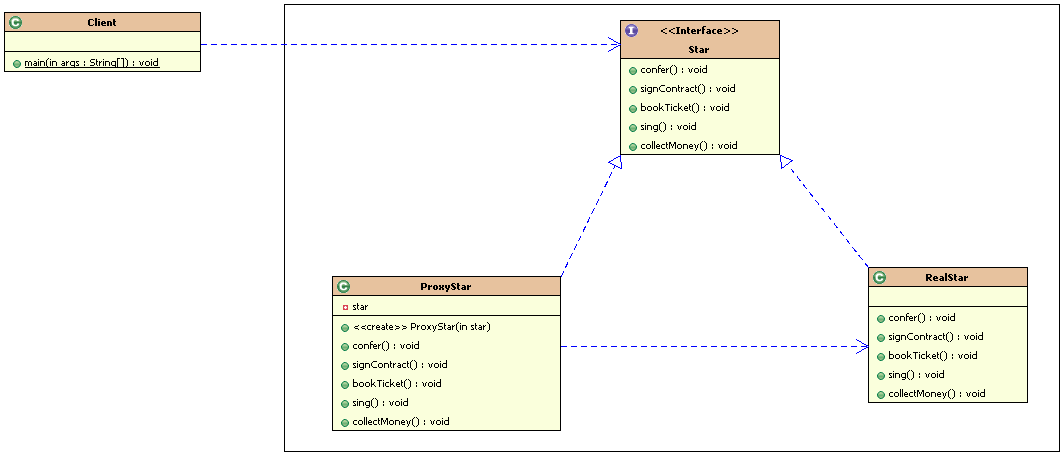 C Client
main(in args : String[]) : void
I <<Interface>>
Star
confer() : void
signContract() : void
bookTicket() : void
sing() : void
collectMoney() : void
C ProxyStar
star
<<create>> ProxyStar(in star)
confer() : void
signContract() : void
bookTicket() : void
sing() : void
collectMoney() : void
C RealStar
confer() : void
signContract() : void
bookTicket() : void
sing() : void
collectMoney() : void